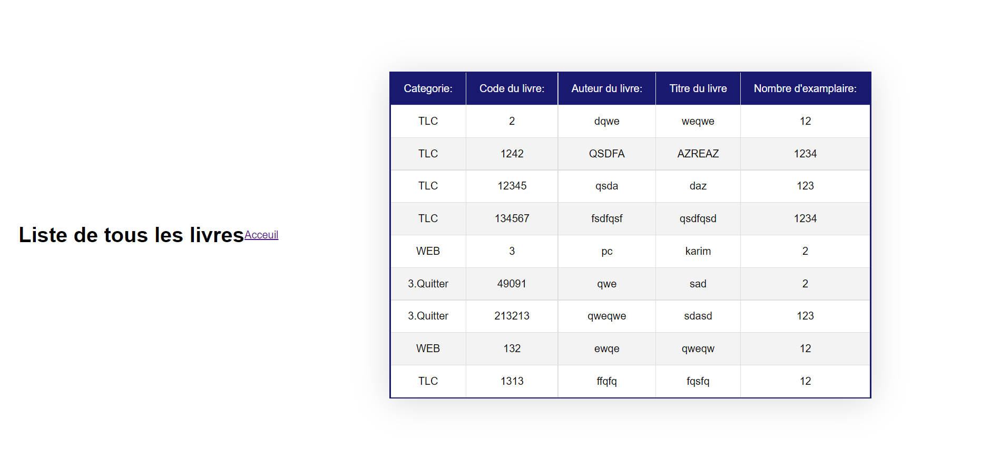 Liste de tous les livres Acceuil
Categorie: Code du livre: Auteur du livre: Titre du livre Nombre d'examplaire:
TLC 2 dqwe weqwe 12
TLC 1242 QSDFA AZREAZ 1234
TLC 12345 qsda daz 123
TLC 134567 fsdfqsf qsdfqsd 1234
WEB 3 pc karim 2
3.Quitter 49091 qwe sad 2
3.Quitter 213213 qweqwe sdasd 123
WEB 132 ewqe qweqw 12
TLC 1313 ffqfq fqsfq 12